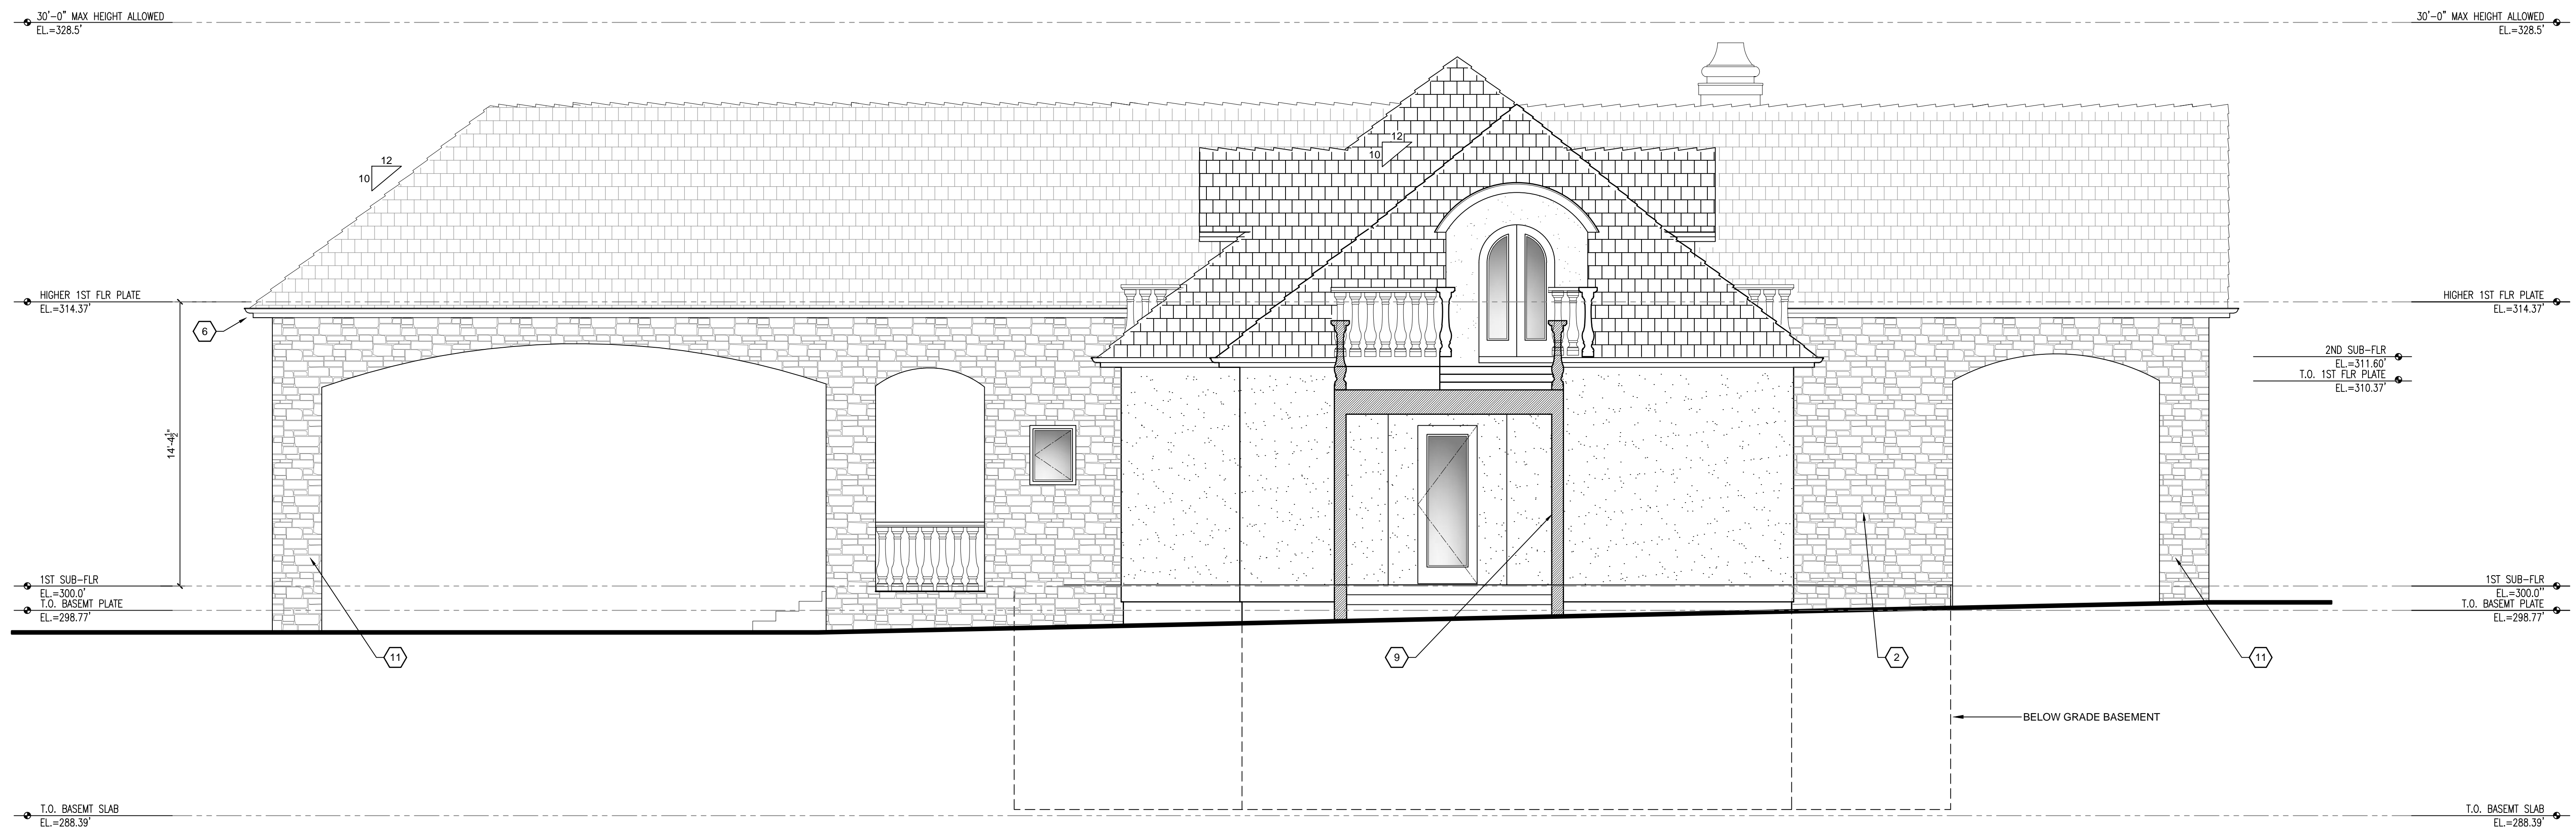 30'-0" MAX HEIGHT ALLOWED
EL.=328.5'
30'-0" MAX HEIGHT ALLOWED
EL.=328.5'
12
10
12
10
HIGHER 1ST FLR PLATE
EL.=314.37'
HIGHER 1ST FLR PLATE
EL.=314.37'
6
2ND SUB-FLR
EL.=311.60'
T.O. 1ST FLR PLATE
EL.=310.37'
14'-4½"
1ST SUB-FLR
EL.=300.0'
T.O. BASEMT PLATE
EL.=298.77'
1ST SUB-FLR
EL.=300.0"
T.O. BASEMT PLATE
EL.=298.77'
11
9
2
11
BELOW GRADE BASEMENT
T.O. BASEMT SLAB
EL.=288.39'
T.O. BASEMT SLAB
EL.=288.39'